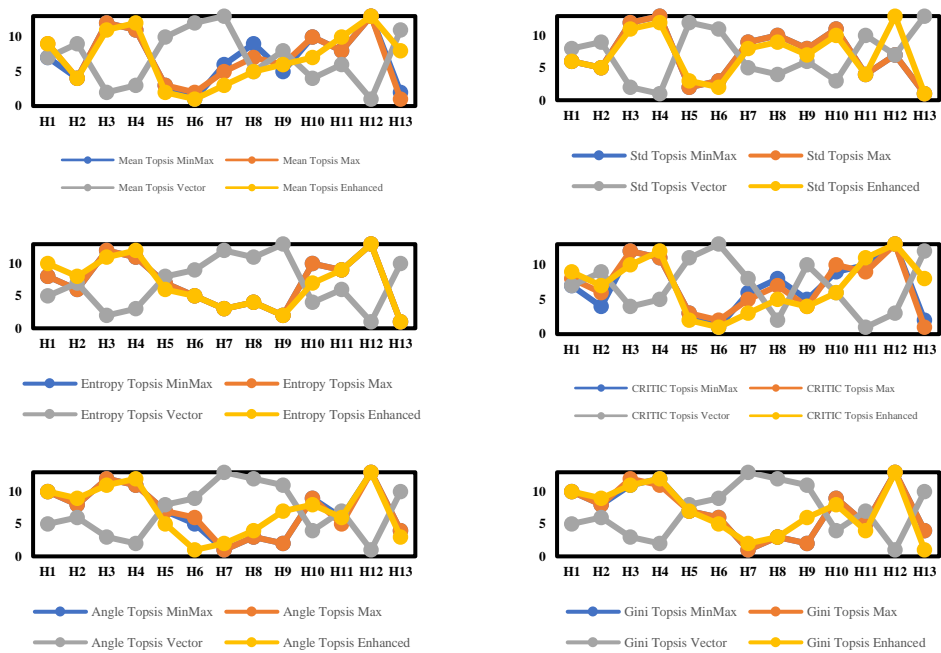 10
5
0
H1 H2 H3 H4 H5 H6 H7 H8 H9 H10 H11 H12 H13
Mean Topsis MinMax Mean Topsis Max
Mean Topsis Vector Mean Topsis Enhanced
10
5
0
H1 H2 H3 H4 H5 H6 H7 H8 H9 H10 H11 H12 H13
Std Topsis MinMax Std Topsis Max
Std Topsis Vector Std Topsis Enhanced
10
5
0
H1 H2 H3 H4 H5 H6 H7 H8 H9 H10 H11 H12 H13
Entropy Topsis MinMax Entropy Topsis Max
Entropy Topsis Vector Entropy Topsis Enhanced
10
5
0
H1 H2 H3 H4 H5 H6 H7 H8 H9 H10 H11 H12 H13
CRITIC Topsis MinMax CRITIC Topsis Max
CRITIC Topsis Vector CRITIC Topsis Enhanced
10
5
0
H1 H2 H3 H4 H5 H6 H7 H8 H9 H10 H11 H12 H13
Angle Topsis MinMax Angle Topsis Max
Angle Topsis Vector Angle Topsis Enhanced
10
5
0
H1 H2 H3 H4 H5 H6 H7 H8 H9 H10 H11 H12 H13
Gini Topsis MinMax Gini Topsis Max
Gini Topsis Vector Gini Topsis Enhanced